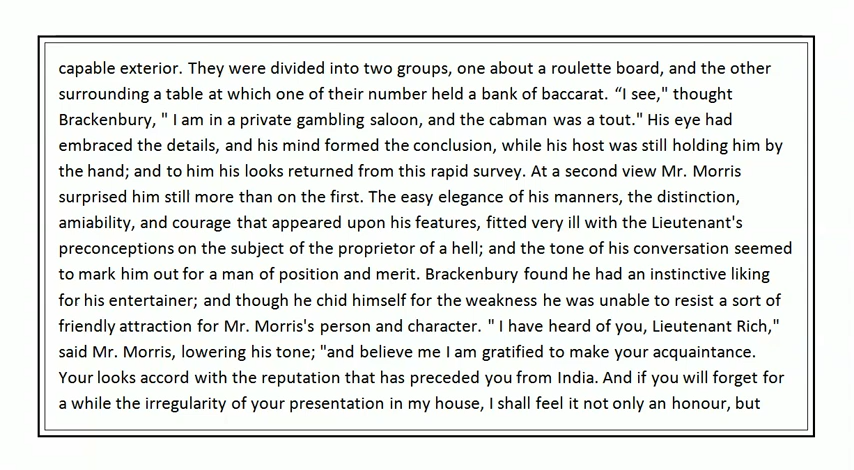 capable exterior. They were divided into two groups, one about a roulette board, and the other
surrounding a table at which one of their number held a bank of baccarat. “I see," thought
Brackenbury, " I am in a private gambling saloon, and the cabman was a tout." His eye had
embraced the details, and his mind formed the conclusion, while his host was still holding him by
the hand; and to him his looks returned from this rapid survey. At a second view Mr. Morris
surprised him still more than on the first. The easy elegance of his manners, the distinction,
amiability, and courage that appeared upon his features, fitted very ill with the Lieutenant's
preconceptions on the subject of the proprietor of a hell; and the tone of his conversation seemed
to mark him out for a man of position and merit. Brackenbury found he had an instinctive liking
for his entertainer; and though he chid himself for the weakness he was unable to resist a sort of
friendly attraction for Mr. Morris's person and character. " I have heard of you, Lieutenant Rich,"
said Mr. Morris, lowering his tone; "and believe me I am gratified to make your acquaintance.
Your looks accord with the reputation that has preceded you from India. And if you will forget for
a while the irregularity of your presentation in my house, I shall feel it not only an honour, but